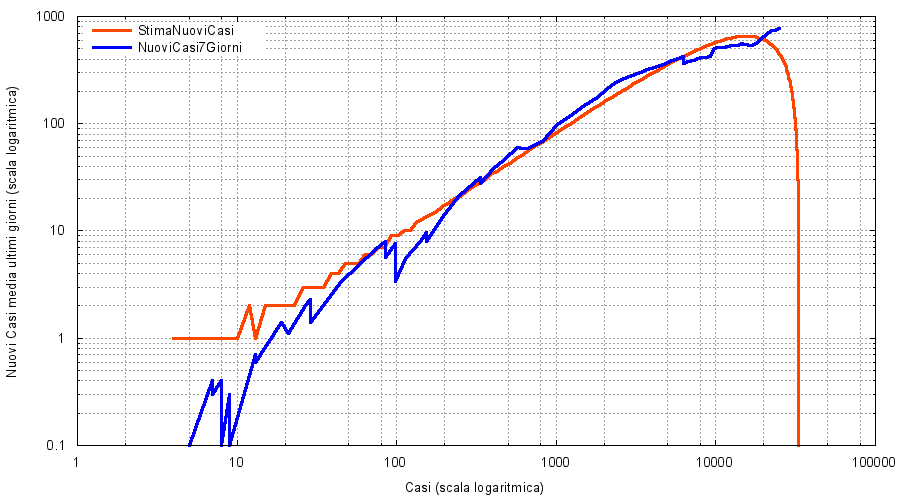 StimaNuoviCasi
NuoviCasi7Giorni
Nuovi Casi media ultimi giorni (scala logaritmica)
1000
100
10
1
0.1
1 10 100 1000 10000 100000
Casi (scala logaritmica)